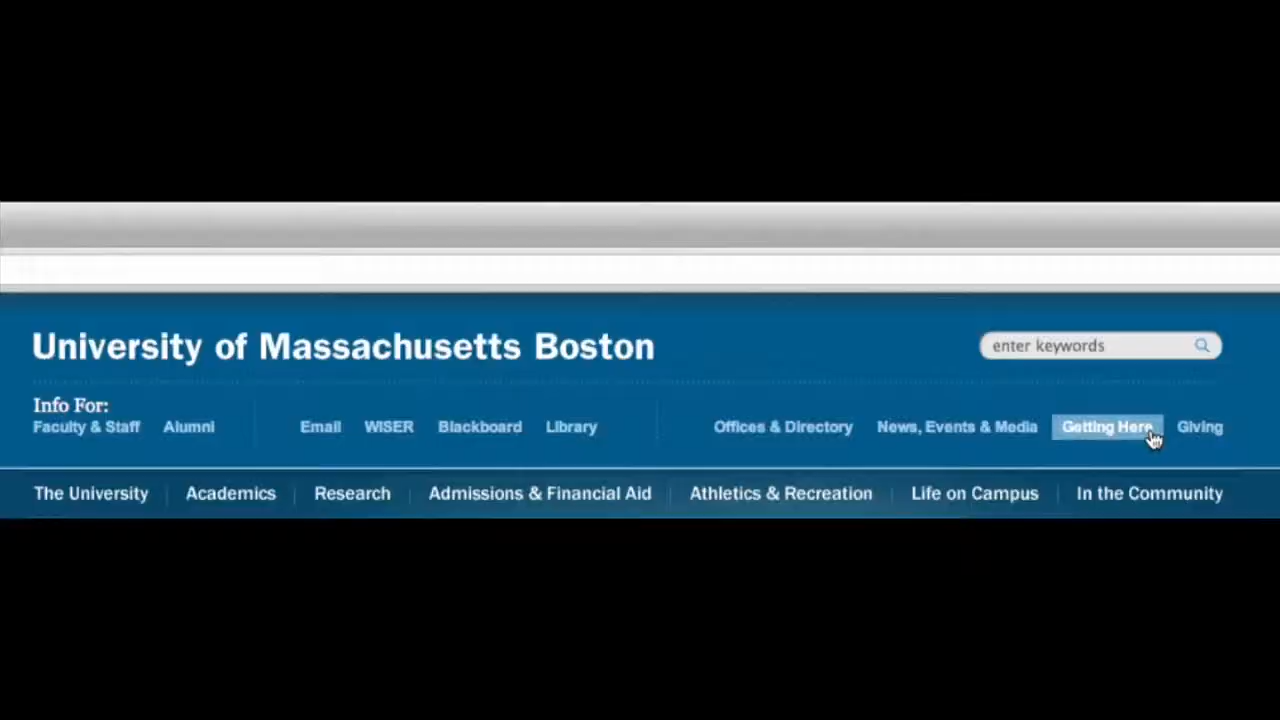 University of Massachusetts Boston
enter keywords
Info For:
Faculty & Staff Alumni Email WISER Blackboard Library Offices & Directory News, Events & Media Getting Here Giving
The University Academics Research Admissions & Financial Aid Athletics & Recreation Life on Campus In the Community